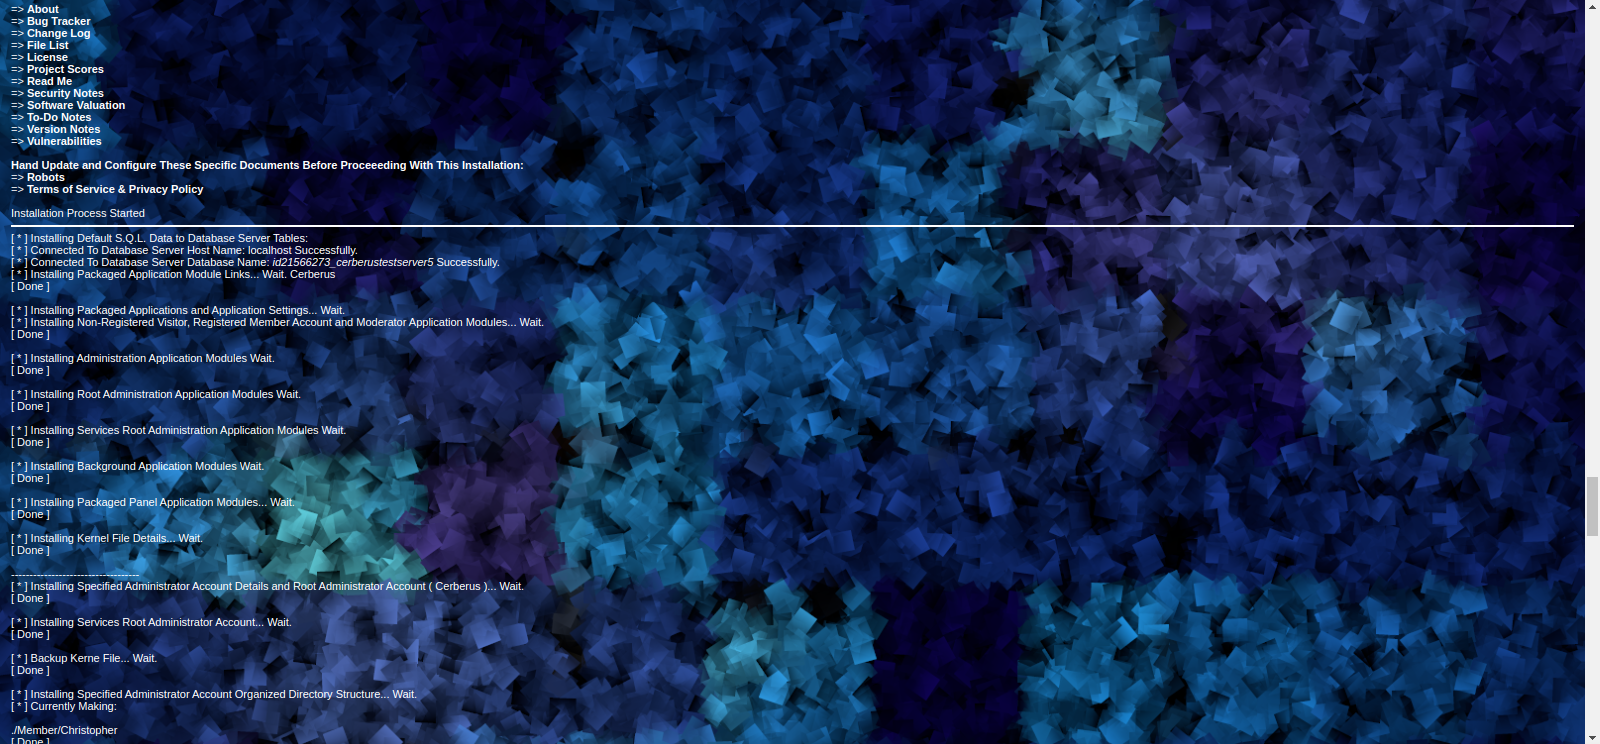 => About
=> Bug Tracker
=> Change Log
=> File List
=> License
=> Project Scores
=> Read Me
=> Security Notes
=> Software Valuation
=> To-Do Notes
=> Version Notes
=> Vulnerabilities
Hand Update and Configure These Specific Documents Before Proceeeding With This Installation:
=> Robots
=> Terms of Service & Privacy Policy
Installation Process Started
[ * ] Installing Default S.Q.L. Data to Database Server Tables:
[ * ] Connected To Database Server Host Name: localhost Successfully.
[ * ] Connected To Database Server Database Name: id21566273_cerberustestserver5 Successfully.
[ * ] Installing Packaged Application Module Links... Wait. Cerberus
[ Done ]
[ * ] Installing Packaged Applications and Application Settings... Wait.
[ * ] Installing Non-Registered Visitor, Registered Member Account and Moderator Application Modules... Wait.
[ Done ]
[ * ] Installing Administration Application Modules Wait.
[ Done ]
[ * ] Installing Root Administration Application Modules Wait.
[ Done ]
[ * ] Installing Services Root Administration Application Modules Wait.
[ Done ]
[ * ] Installing Background Application Modules Wait.
[ Done ]
[ * ] Installing Packaged Panel Application Modules... Wait.
[ Done ]
[ * ] Installing Kernel File Details... Wait.
[ Done ]
-----------------------------------
[ * ] Installing Specified Administrator Account Details and Root Administrator Account ( Cerberus )... Wait.
[ Done ]
[ * ] Installing Services Root Administrator Account... Wait.
[ Done ]
[ * ] Backup Kerne File... Wait.
[ Done ]
[ * ] Installing Specified Administrator Account Organized Directory Structure... Wait.
[ * ] Currently Making:
./Member/Christopher
[ Done ]